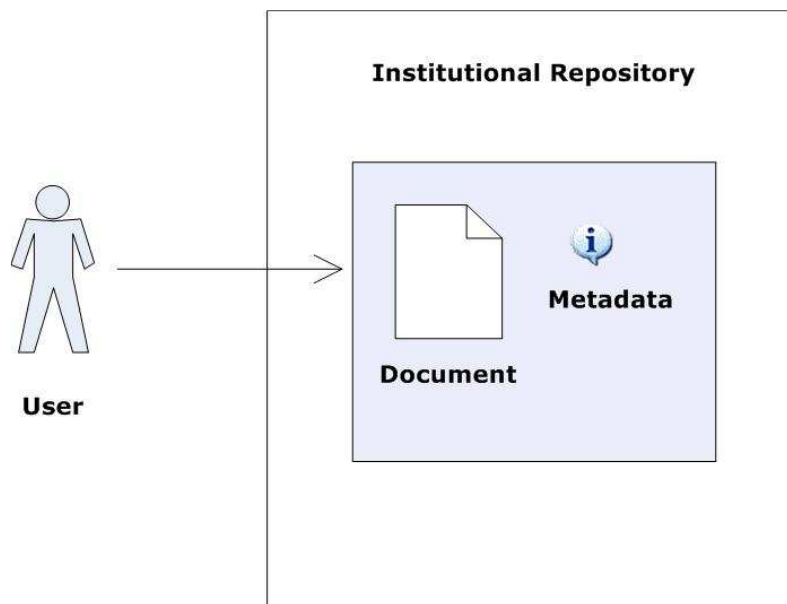 Institutional Repository
i
Metadata
Document
User